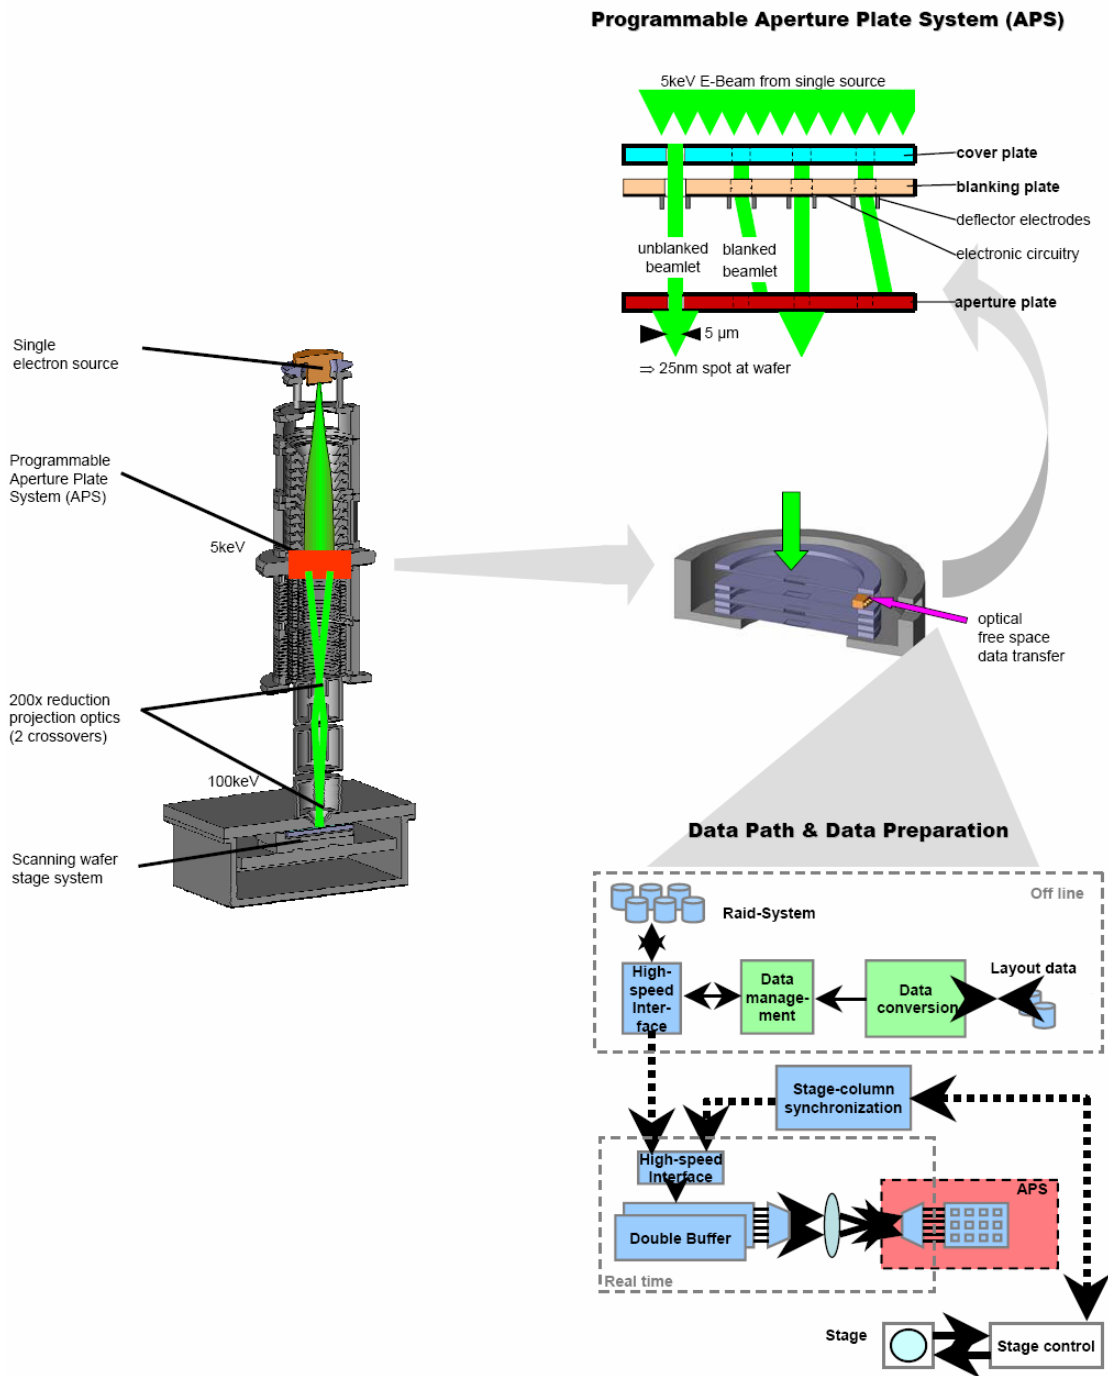 Programmable Aperture Plate System (APS)
5keV E-Beam from single source
cover plate
blanking plate
deflector electrodes
electronic circuitry
unblanked
beamlet
blanked
beamlet
aperture plate
5 µm
⇒ 25nm spot at wafer
Single
electron source
Programmable
Aperture Plate
System (APS)
5keV
optical
free space
data transfer
200x reduction
projection optics
(2 crossovers)
100keV
Scanning wafer
stage system
Data Path & Data Preparation
Off line
Raid-System
High-
speed
Inter-
face
Data
manage-
ment
Data
conversion
Layout data
Stage-column
synchronization
High-speed
Interface
APS
Double Buffer
Real time
Stage
Stage control